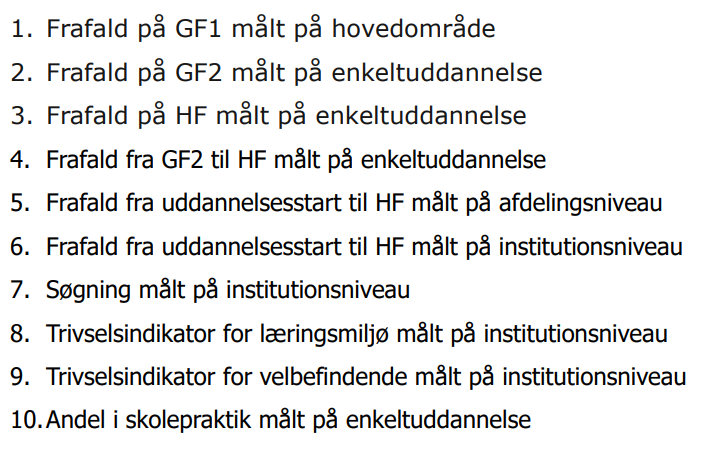 1. Frafald på GF1 målt på hovedområde
2. Frafald på GF2 målt på enkeltuddannelse
3. Frafald på HF målt på enkeltuddannelse
4. Frafald fra GF2 til HF målt på enkeltuddannelse
5. Frafald fra uddannelsesstart til HF målt på afdelingsniveau
6. Frafald fra uddannelsesstart til HF målt på institutionsniveau
7. Søgning målt på institutionsniveau
8. Trivselsindikator for læringsmiljø målt på institutionsniveau
9. Trivselsindikator for velbefindende målt på institutionsniveau
10. Andel i skolepraktik målt på enkeltuddannelse